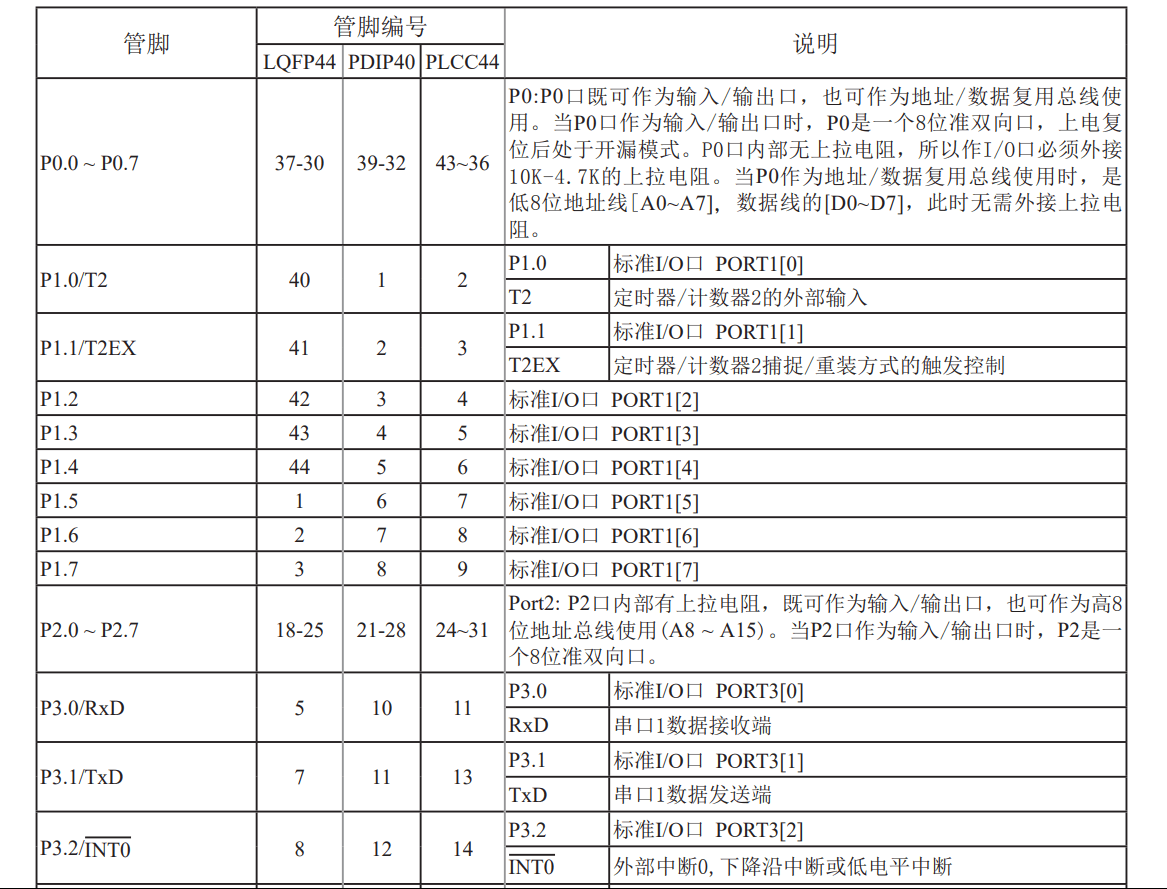 管脚 管脚编号 说明
LQFP44 PDIP40 PLCC44
P0.0 ~ P0.7 37-30 39-32 43~36
P0:P0口既可作为输入/输出口，也可作为地址/数据复用总线使
用。当P0口作为输入/输出口时，P0是一个8位准双向口，上电复
位后处于开漏模式。P0口内部无上拉电阻，所以作I/O口必须外接
10K-4.7K的上拉电阻。当P0作为地址/数据复用总线使用时，是
低8位地址线[A0~A7]，数据线的[D0~D7]，此时无需外接上拉电
阻。
P1.0/T2 40 1 2
P1.0 标准I/O口 PORT1[0]
T2 定时器/计数器2的外部输入
P1.1/T2EX 41 2 3
P1.1 标准I/O口 PORT1[1]
T2EX 定时器/计数器2捕捉/重装方式的触发控制
P1.2 42 3 4 标准I/O口 PORT1[2]
P1.3 43 4 5 标准I/O口 PORT1[3]
P1.4 44 5 6 标准I/O口 PORT1[4]
P1.5 1 6 7 标准I/O口 PORT1[5]
P1.6 2 7 8 标准I/O口 PORT1[6]
P1.7 3 8 9 标准I/O口 PORT1[7]
P2.0 ~ P2.7 18-25 21-28 24~31
Port2: P2口内部有上拉电阻，既可作为输入/输出口，也可作为高8
位地址总线使用(A8 ~ A15)。当P2口作为输入/输出口时，P2是一
个8位准双向口。
P3.0/RxD 5 10 11
P3.0 标准I/O口 PORT3[0]
RxD 串口1数据接收端
P3.1/TxD 7 11 13
P3.1 标准I/O口 PORT3[1]
TxD 串口1数据发送端
P3.2/I̅N̅T̅0̅ 8 12 14
P3.2 标准I/O口 PORT3[2]
I̅N̅T̅0̅ 外部中断0,下降沿中断或低电平中断